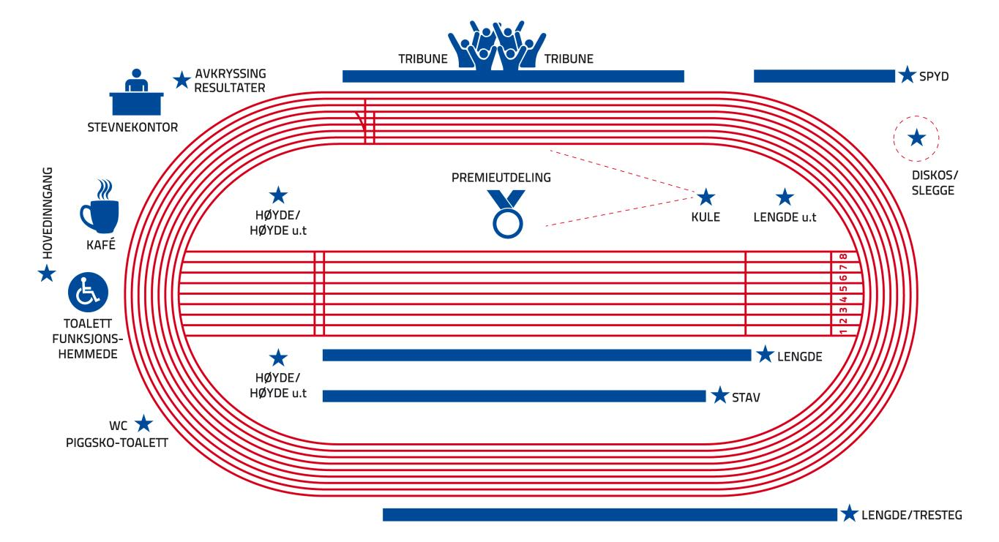 TRIBUNE
TRIBUNE
AVKRYSSING
RESULTATER
SPYD
STEVNEKONTOR
DISKOS/
SLEGGE
HOVEDINNGANG
PREMIEUTDELING
HØYDE/
HØYDE u.t
KULE
LENGDE u.t
KAFÉ
8
7
6
5
4
3
2
1
TOALETT
FUNKSJONS-
HEMMEDE
LENGDE
HØYDE/
HØYDE u.t
STAV
WC
PIGGSKO-TOALETT
LENGDE/TRESTEG